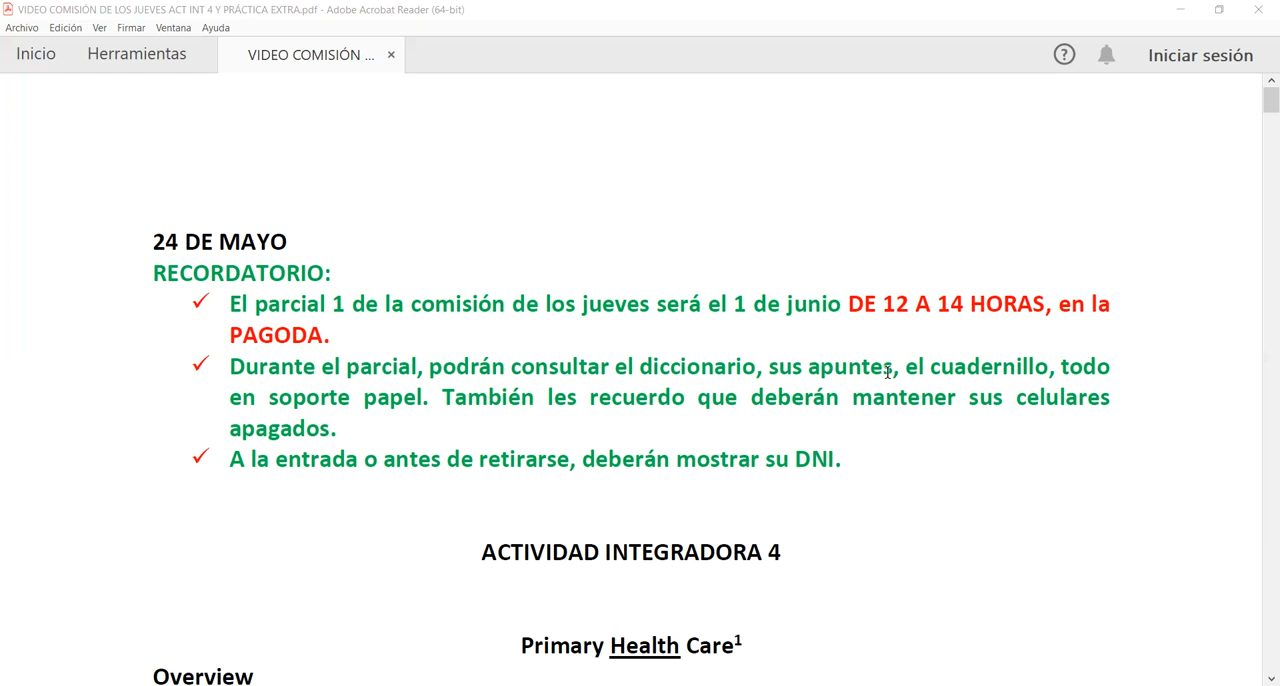 VIDEO COMISIÓN DE LOS JUEVES ACT INT 4 Y PRÁCTICA EXTRA.pdf - Adobe Acrobat Reader (64-bit)
Archivo Edición Ver Firmar Ventana Ayuda
Inicio Herramientas VIDEO COMISIÓN ... × Iniciar sesión
24 DE MAYO
RECORDATORIO:
✓ El parcial 1 de la comisión de los jueves será el 1 de junio DE 12 A 14 HORAS, en la
PAGODA.
✓ Durante el parcial, podrán consultar el diccionario, sus apuntes, el cuadernillo, todo
en soporte papel. También les recuerdo que deberán mantener sus celulares
apagados.
✓ A la entrada o antes de retirarse, deberán mostrar su DNI.
ACTIVIDAD INTEGRADORA 4
Primary Health Care¹
Overview